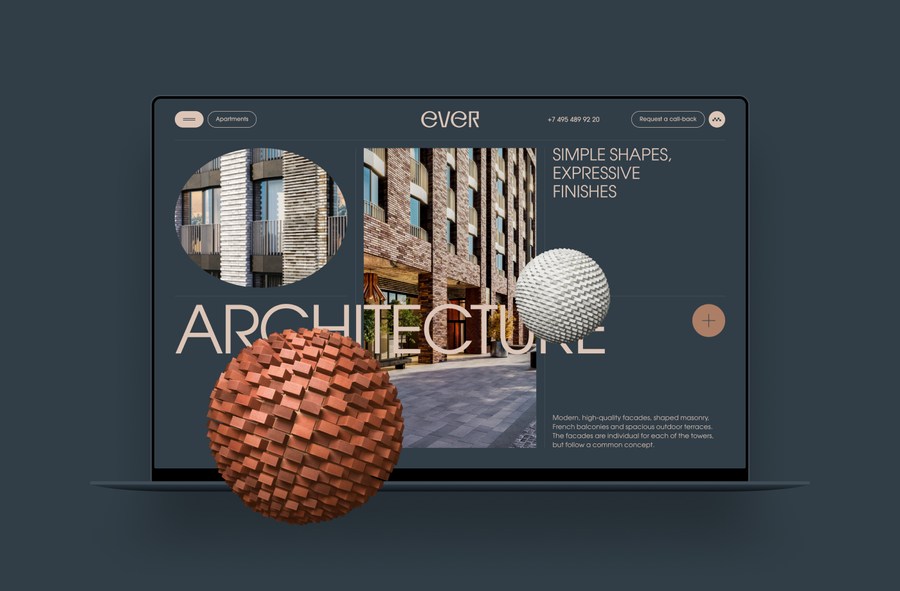 Apartments
ever
+7 495 489 92 20
Request a call-back
SIMPLE SHAPES,
EXPRESSIVE
FINISHES
ARCHITECTURE
Modern, high-quality facades, shaped masonry,
French balconies and spacious outdoor terraces.
The facades are individual for each of the towers,
but follow a common concept.